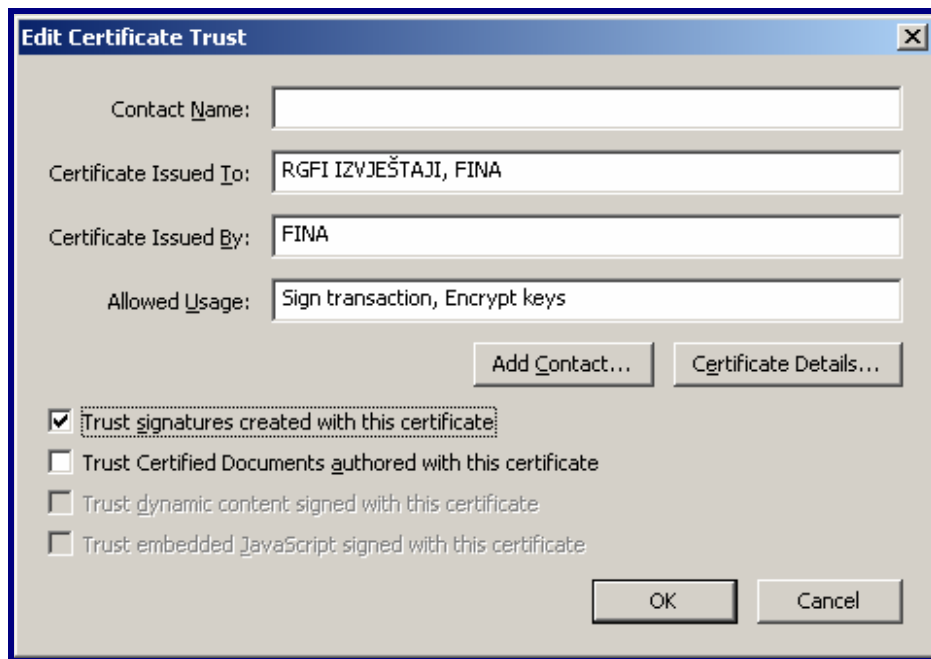 Edit Certificate Trust
Contact Name:
Certificate Issued To: RGFI IZVJEŠTAJI, FINA
Certificate Issued By: FINA
Allowed Usage: Sign transaction, Encrypt keys
Add Contact... Certificate Details...
Trust signatures created with this certificate
Trust Certified Documents authored with this certificate
Trust dynamic content signed with this certificate
Trust embedded JavaScript signed with this certificate
OK Cancel